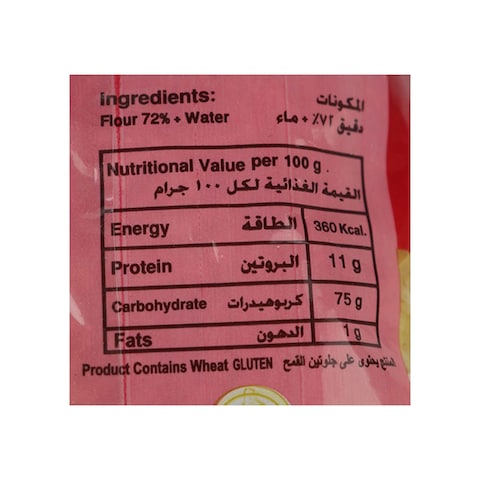 Ingredients: المكونات
Flour 72% + Water دقيق ٧٢٪ + ماء
Nutritional Value per 100 g .
القيمة الغذائية لكل ١٠٠ جرام
Energy الطاقة 360 Kcal.
Protein البروتين 11 g
Carbohydrate كربوهيدرات 75 g
Fats الدهون 1 g
Product Contains Wheat GLUTEN المنتج يحتوى على جلوتين القمح